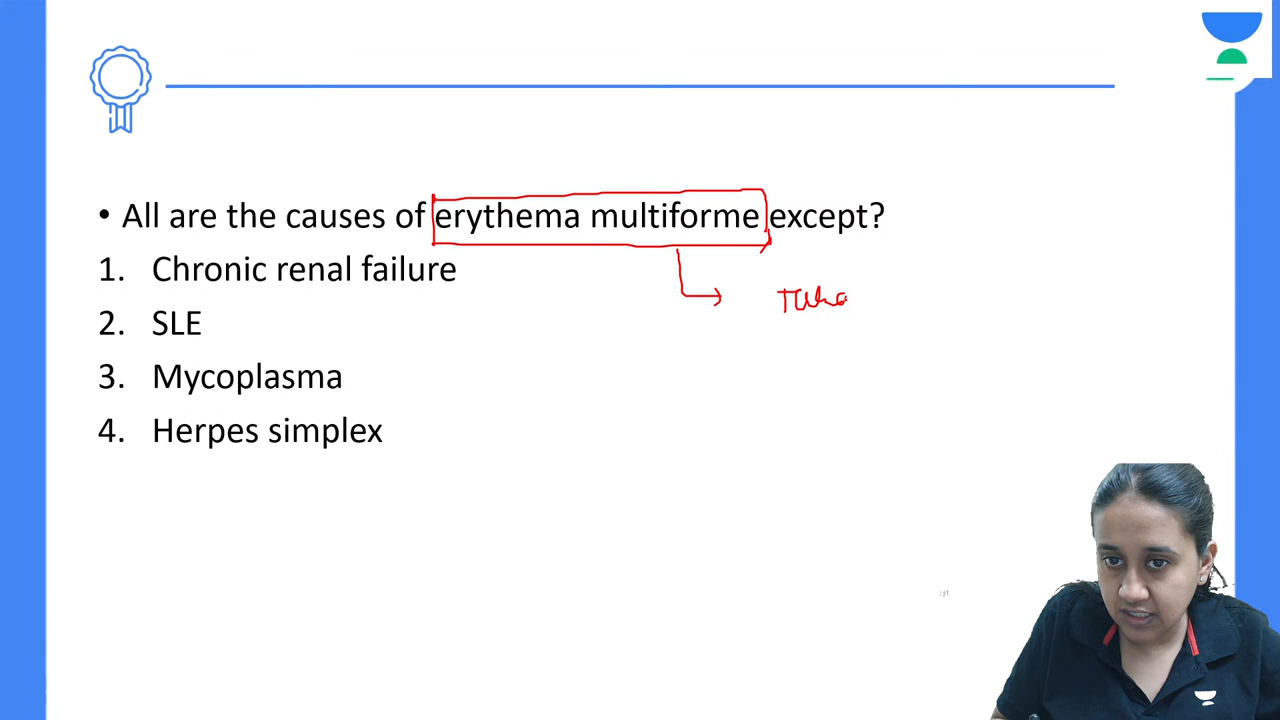 • All are the causes of erythema multiforme except?
1. Chronic renal failure
2. SLE
3. Mycoplasma
4. Herpes simplex